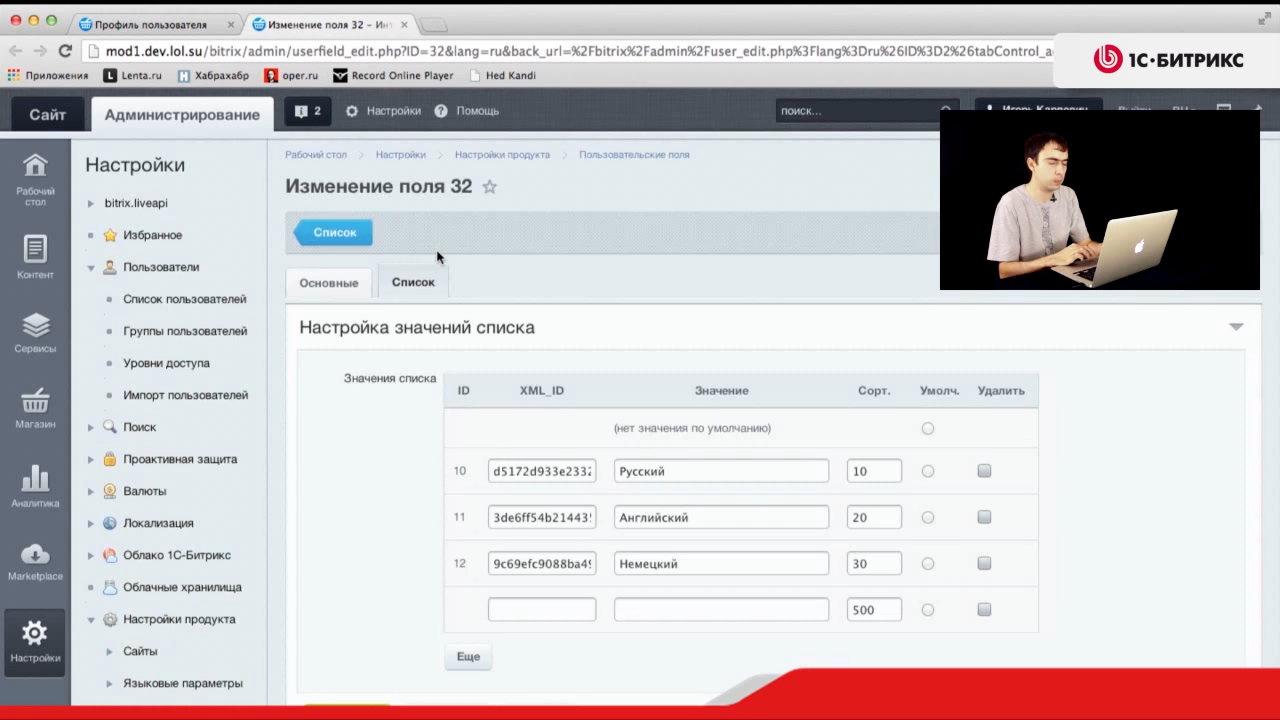 Профиль пользователя
Изменение поля 32 – Инт
mod1.dev.lol.su/bitrix/admin/userfield_edit.php?ID=32&lang=ru&back_url=%2Fbitrix%2Fadmin%2Fuser_edit.php%3Flang%3Dru%26ID%3D2%26tabControl_a
1С-БИТРИКС
Приложения
Lenta.ru
Хабрахабр
oper.ru
Record Online Player
Hed Kandi
Сайт
Администрирование
2
Настройки
Помощь
поиск...
Игорь Карпович
Выйти
Настройки
Рабочий стол
Настройки
Настройки продукта
Пользовательские поля
Изменение поля 32
Список
Основные
Список
Рабочий стол
Контент
Сервисы
Магазин
Аналитика
Marketplace
Настройки
bitrix.liveapi
Избранное
Пользователи
Список пользователей
Группы пользователей
Уровни доступа
Импорт пользователей
Поиск
Проактивная защита
Валюты
Локализация
Облако 1С-Битрикс
Облачные хранилища
Настройки продукта
Сайты
Языковые параметры
Настройка значений списка
Значения списка
ID XML_ID Значение Сорт. Умолч. Удалить
(нет значения по умолчанию)
10 d5172d933e2332 Русский 10
11 3de6ff54b21443! Английский 20
12 9c69efc9088ba49 Немецкий 30
500
Еще